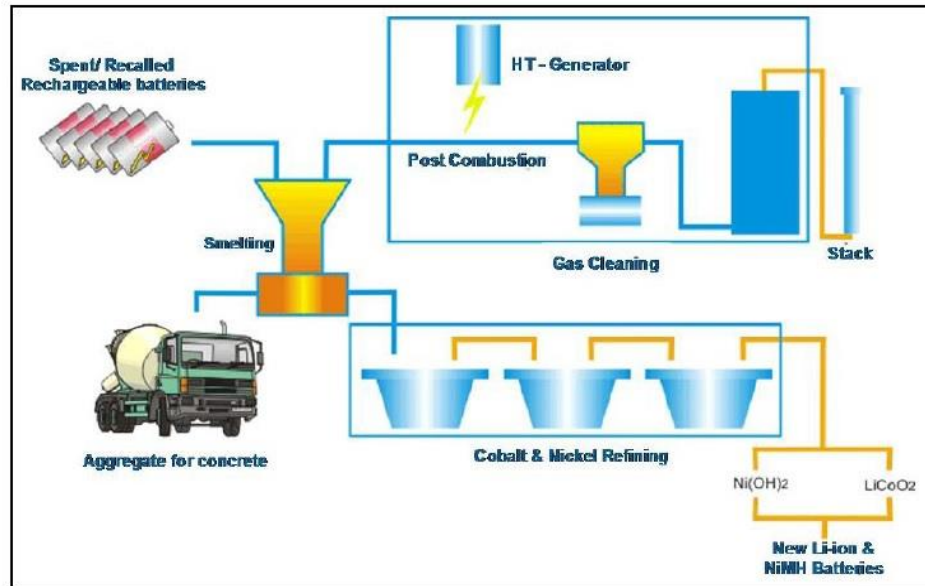 Spent/ Recalled
Rechargeable batteries
HT - Generator
Post Combustion
Smelting
Gas Cleaning
Stack
Aggregate for concrete
Cobalt & Nickel Refining
Ni(OH)2
LiCoO2
New Li-ion &
NiMH Batteries